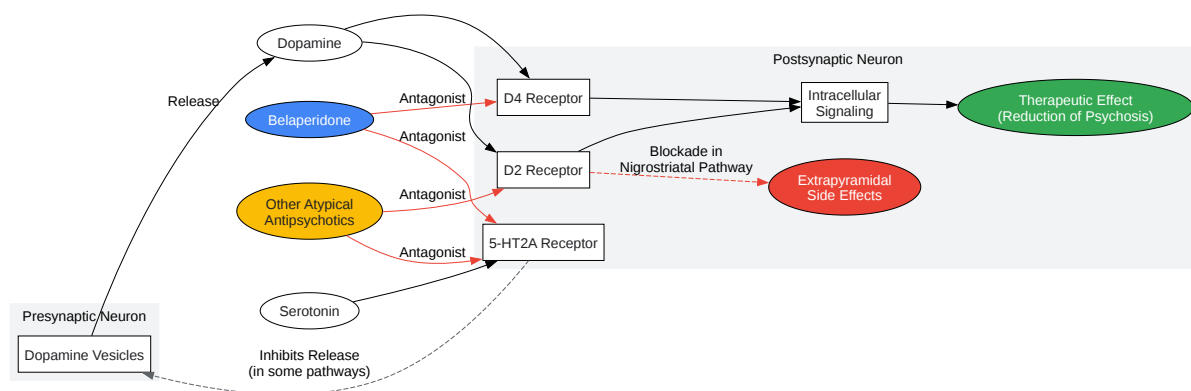 Dopamine
Postsynaptic Neuron
Release
Antagonist
D4 Receptor
Intracellular
Signaling
Therapeutic Effect
(Reduction of Psychosis)
Belaperidone
Antagonist
Blockade in
Nigrostriatal Pathway
D2 Receptor
Extrapyramidal
Side Effects
Antagonist
Other Atypical
Antipsychotics
5-HT2A Receptor
Antagonist
Serotonin
Presynaptic Neuron
Dopamine Vesicles
Inhibits Release
(in some pathways)